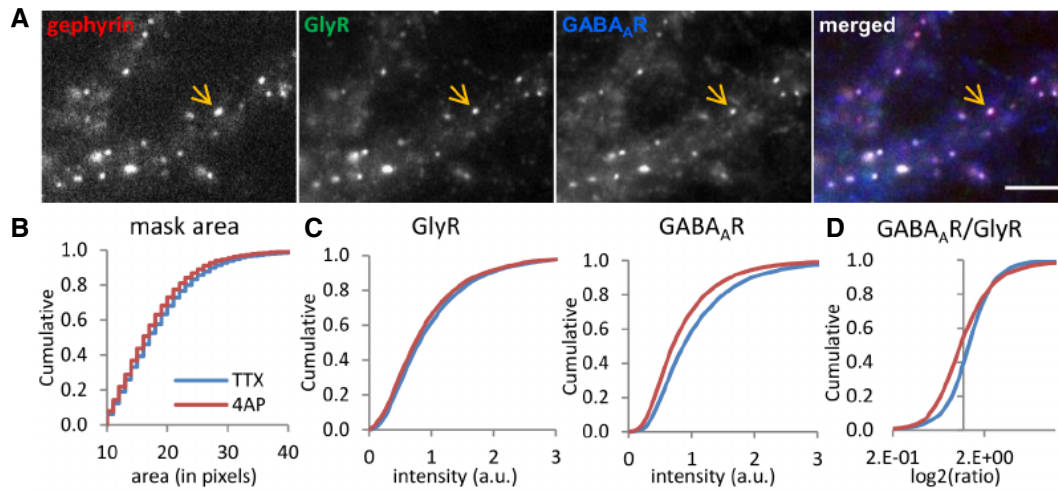 A
gephyrin
GlyR
GABA_AR
merged
B
mask area
C
GlyR
GABA_AR
D
GABA_AR/GlyR
Cumulative
1.0
0.8
0.6
0.4
0.2
0.0
TTX
4AP
10
20
30
40
area (in pixels)
Cumulative
1.0
0.8
0.6
0.4
0.2
0.0
0
1
2
3
intensity (a.u.)
Cumulative
1.0
0.8
0.6
0.4
0.2
0.0
0
1
2
3
intensity (a.u.)
Cumulative
1.0
0.8
0.6
0.4
0.2
0.0
2.E-01
2.E+00
log2(ratio)